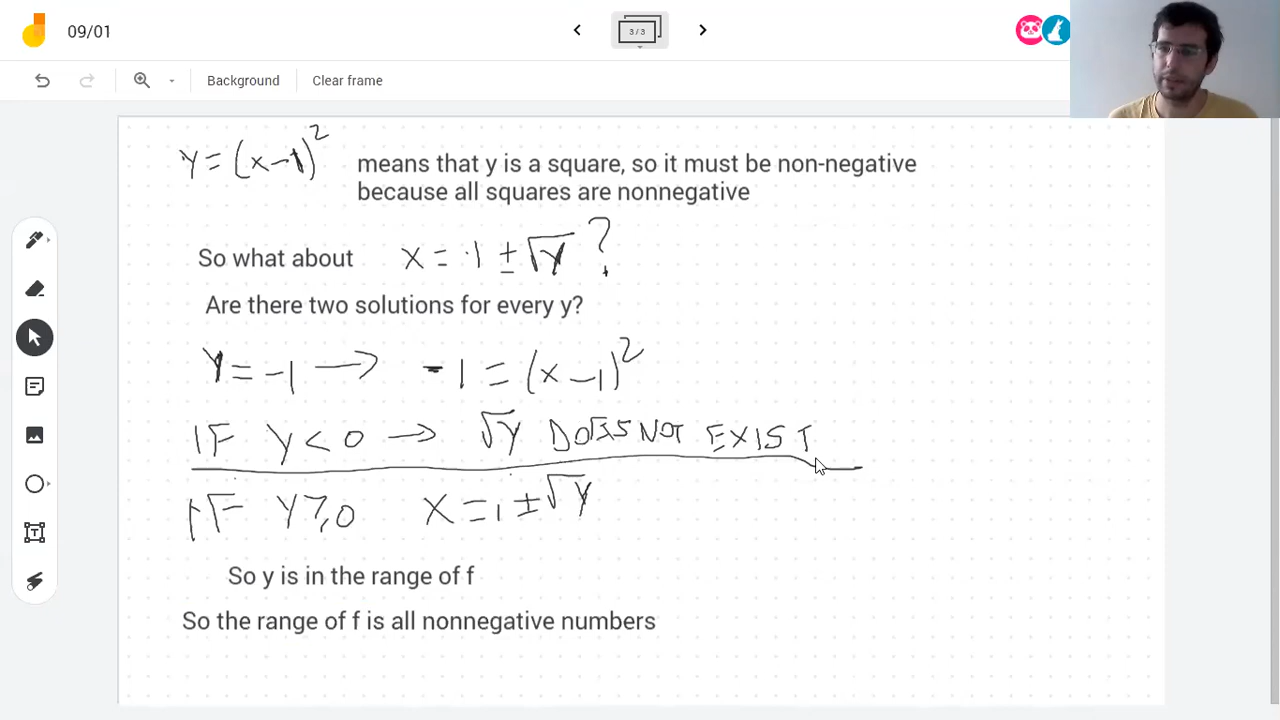 09/01
3 / 3
Background
Clear frame
y = (x-1)²
means that y is a square, so it must be non-negative
because all squares are nonnegative
So what about x = 1 ± √y ?
Are there two solutions for every y?
y = -1 → -1 = (x-1)²
IF y < 0 → √y DOES NOT EXIST
IF y ≥ 0 x = 1 ± √y
So y is in the range of f
So the range of f is all nonnegative numbers